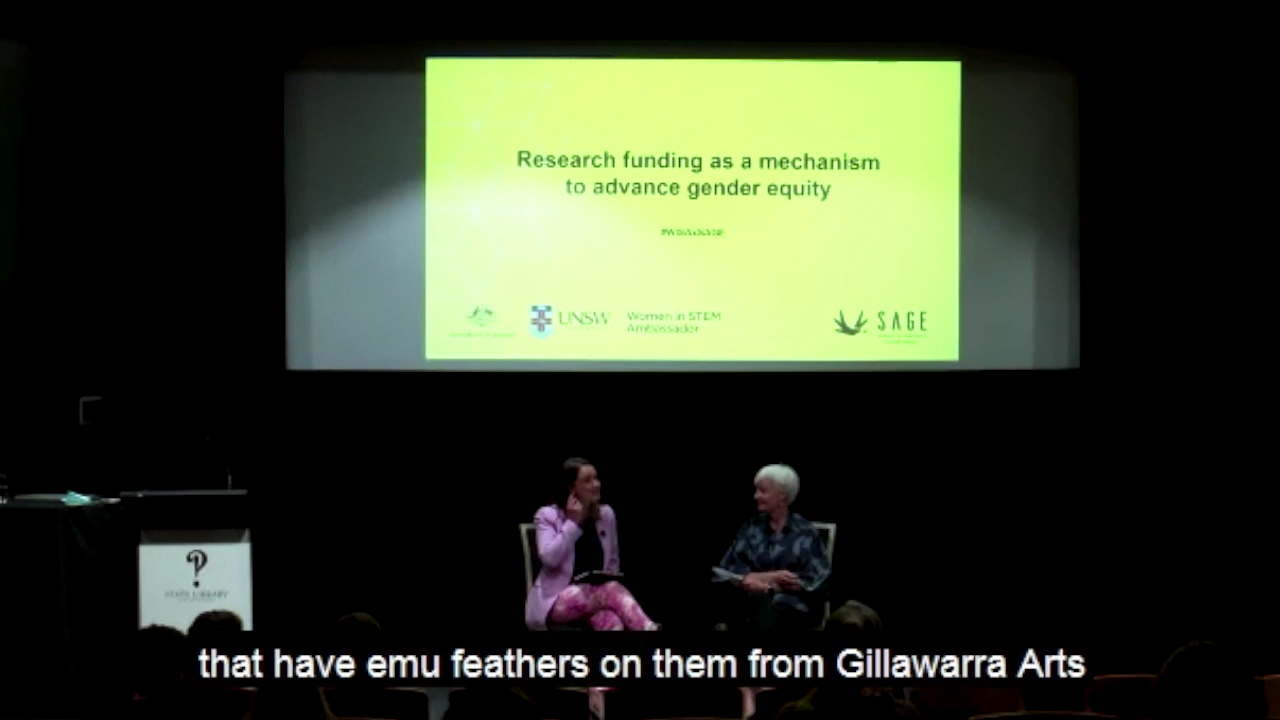 Research funding as a mechanism
to advance gender equity
UNSW
Women in STEM
Ambassador
SAGE
STATE LIBRARY
that have emu feathers on them from Gillawarra Arts